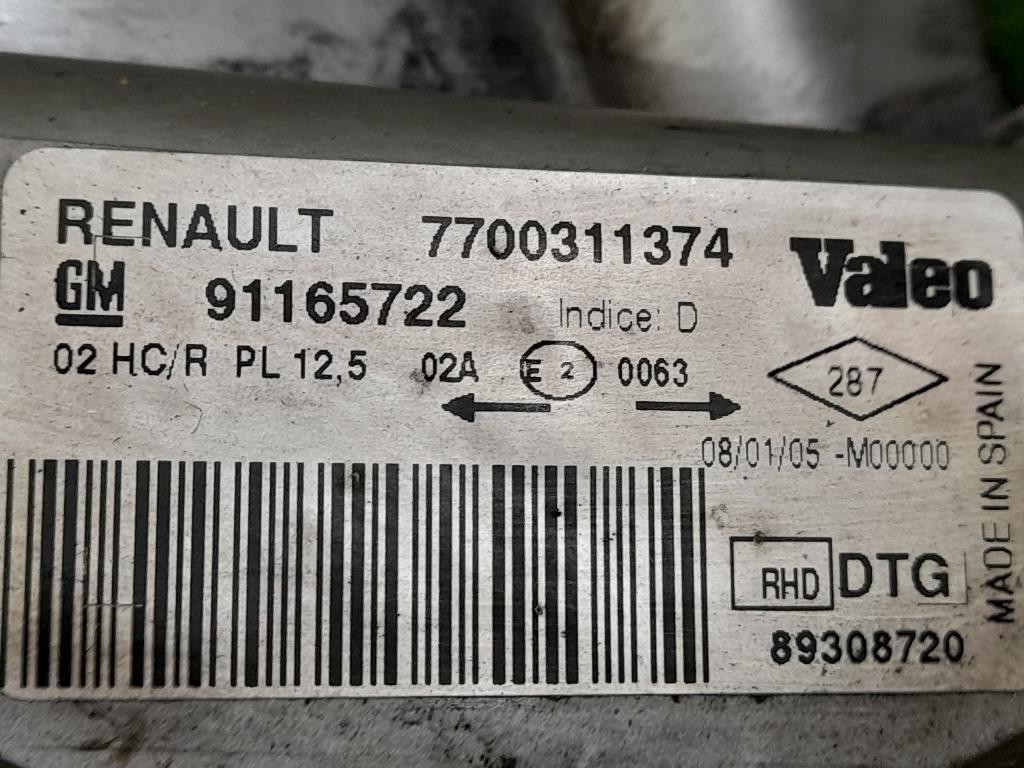 RENAULT 7700311374 Valeo
GM 91165722 Indice: D
02 HC/R PL 12,5 02A E 2 0063 287
08/01/05 -M00000
MADE IN SPAIN
RHD DTG
89308720